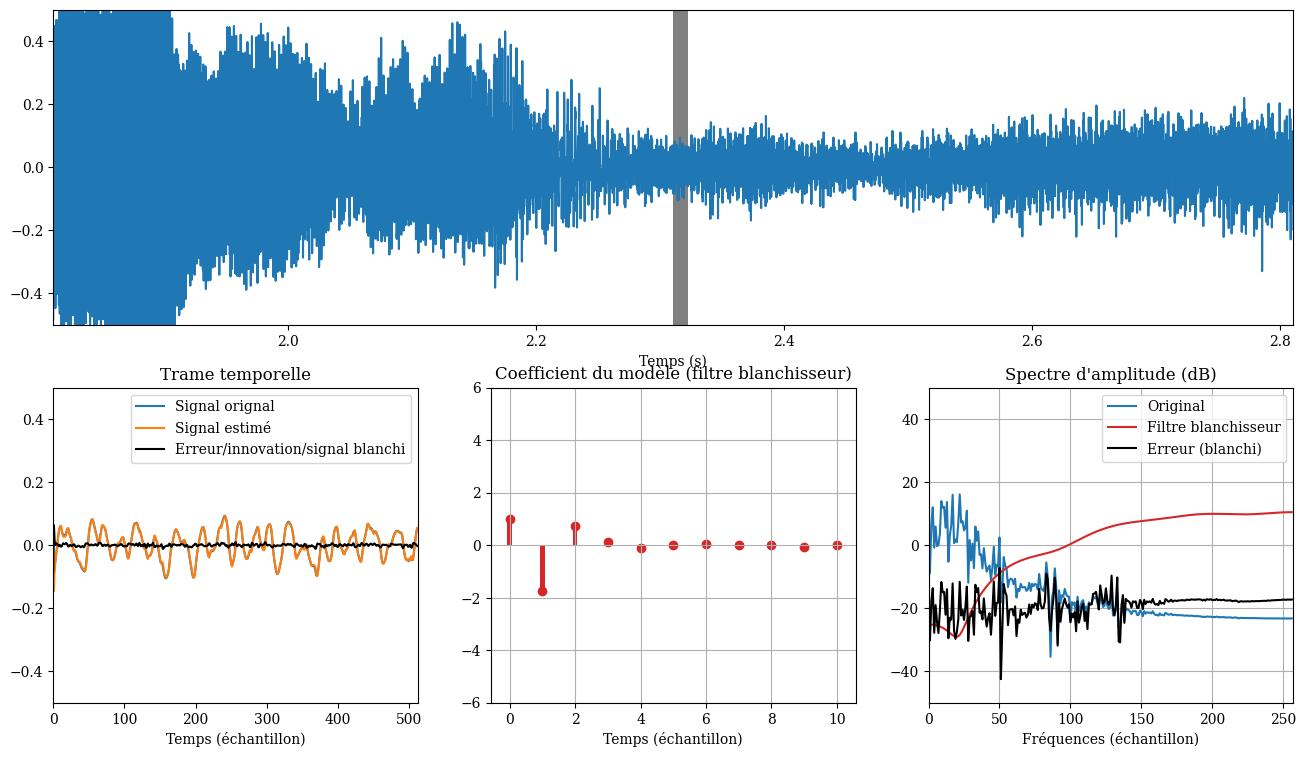 0.4
0.2
0.0
−0.2
−0.4
2.0 2.2 2.4 2.6 2.8
Temps (s)
Trame temporelle
Coefficient du modèle (filtre blanchisseur)
Spectre d'amplitude (dB)
Signal orignal
Signal estimé
Erreur/innovation/signal blanchi
0.4
0.2
0.0
−0.2
−0.4
0 100 200 300 400 500
Temps (échantillon)
6
4
2
0
−2
−4
−6
0 2 4 6 8 10
Temps (échantillon)
Original
Filtre blanchisseur
Erreur (blanchi)
40
20
0
−20
−40
0 50 100 150 200 250
Fréquences (échantillon)